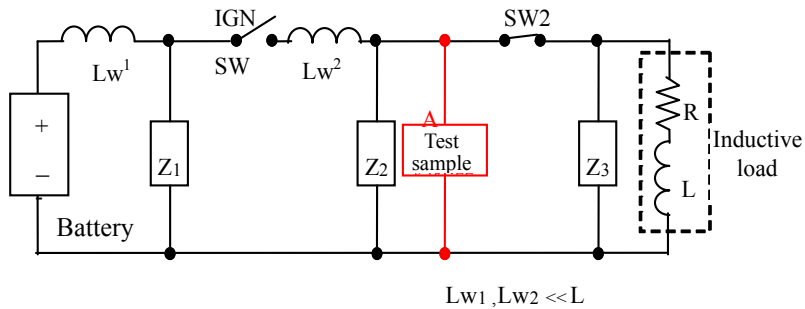 IGN
SW2
SW
Lw1
Lw2
A
R
+
Z1
Z2
Test
sample
Z3
Inductive
load
−
L
Battery
Lw1 ,Lw2 << L